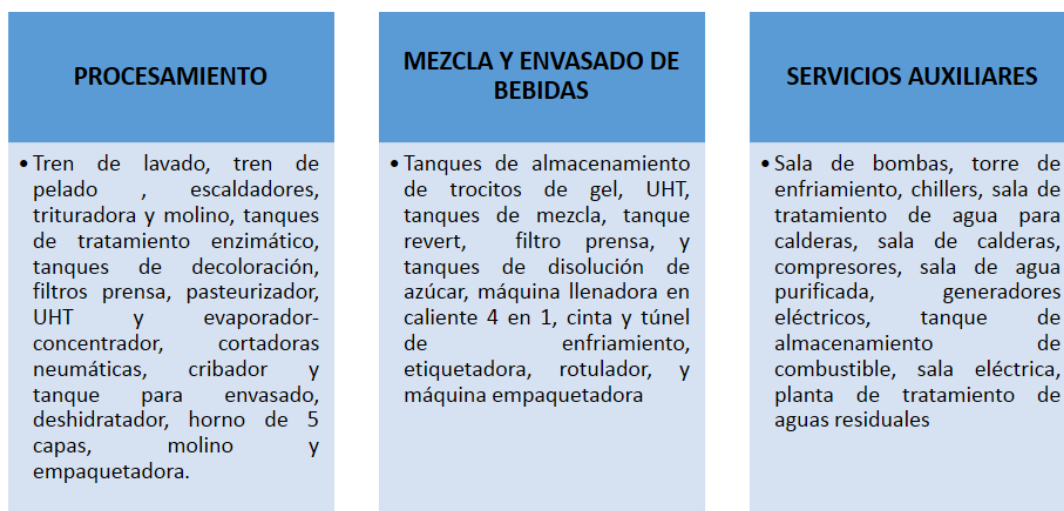 PROCESAMIENTO
• Tren de lavado, tren de
pelado , escaldadores,
trituradora y molino, tanques
de tratamiento enzimático,
tanques de decoloración,
filtros prensa, pasteurizador,
UHT y evaporador-
concentrador, cortadoras
neumáticas, cribador y
tanque para envasado,
deshidratador, horno de 5
capas, molino y
empaquetadora.
MEZCLA Y ENVASADO DE
BEBIDAS
• Tanques de almacenamiento
de trocitos de gel, UHT,
tanques de mezcla, tanque
revert, filtro prensa, y
tanques de disolución de
azúcar, máquina llenadora en
caliente 4 en 1, cinta y túnel
de enfriamiento,
etiquetadora, rotulador, y
máquina empaquetadora
SERVICIOS AUXILIARES
• Sala de bombas, torre de
enfriamiento, chillers, sala de
tratamiento de agua para
calderas, sala de calderas,
compresores, sala de agua
purificada, generadores
eléctricos, tanque de
almacenamiento de
combustible, sala eléctrica,
planta de tratamiento de
aguas residuales